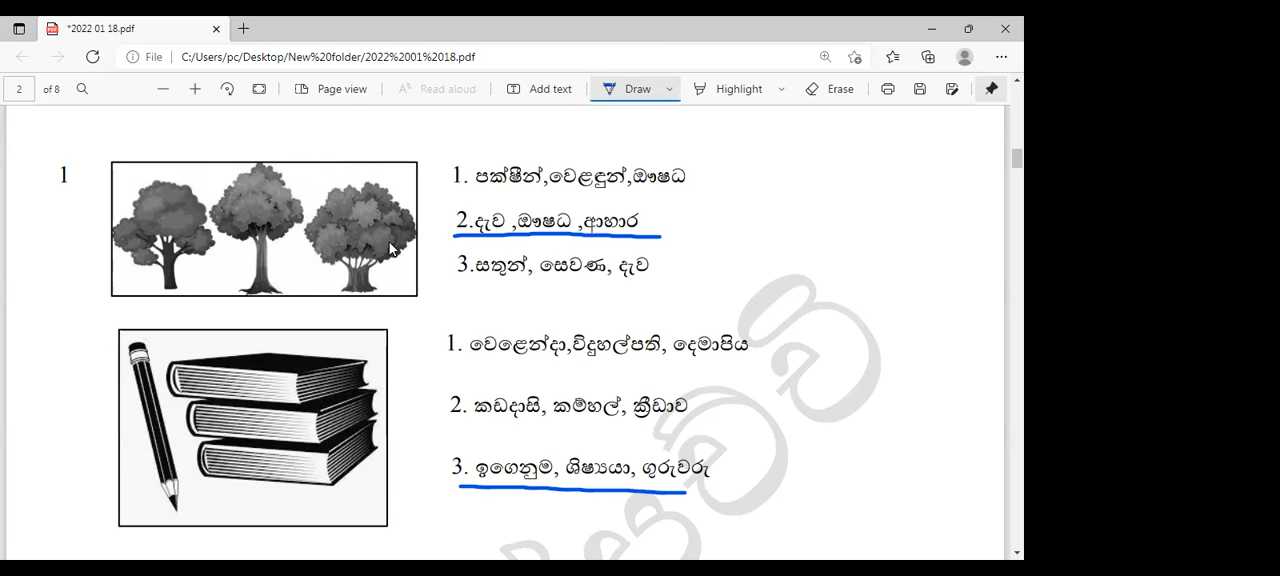 *2022 01 18.pdf
File C:/Users/pc/Desktop/New%20folder/2022%2001%2018.pdf
2 of 8 Page view Read aloud Add text Draw Highlight Erase
1
1. පක්ෂීන්,වෙළඳුන්,ඖෂධ
2.දැව ,ඖෂධ ,ආහාර
3.සතුන්, සෙවණ, දැව
1. වෙළෙන්දා,විදුහල්පති, දෙමාපිය
2. කඩදාසි, කම්හල්, ක්‍රීඩාව
3. ඉගෙනුම, ශිෂ්‍යයා, ගුරුවරු